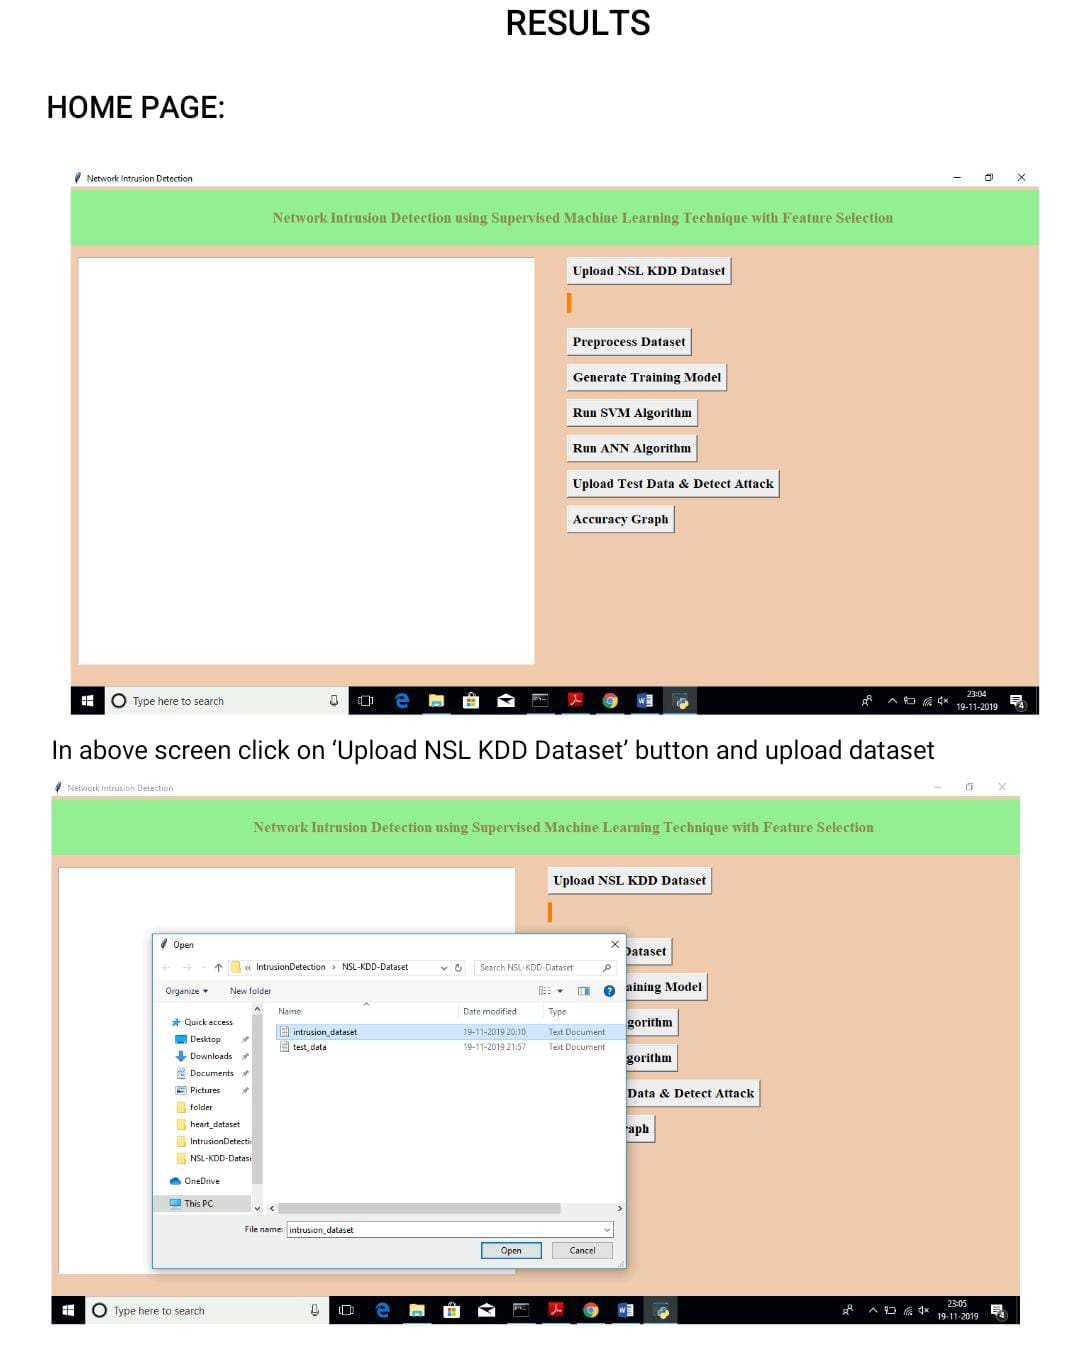 RESULTS
HOME PAGE:
Network Intrusion Detection
Network Intrusion Detection using Supervised Machine Learning Technique with Feature Selection
Upload NSL KDD Dataset
Preprocess Dataset
Generate Training Model
Run SVM Algorithm
Run ANN Algorithm
Upload Test Data & Detect Attack
Accuracy Graph
Type here to search
23:04
19-11-2019
4
In above screen click on ‘Upload NSL KDD Dataset’ button and upload dataset
Network Intrusion Detection
Network Intrusion Detection using Supervised Machine Learning Technique with Feature Selection
Upload NSL KDD Dataset
Open
« IntrusionDetection › NSL-KDD-Dataset
Search NSL-KDD-Dataset
Organize
New folder
Name
Date modified
Type
Quick access
Desktop
Downloads
Documents
Pictures
folder
heart_dataset
IntrusionDetecti
NSL-KDD-Datas
OneDrive
This PC
intrusion_dataset 19-11-2019 20:10 Text Document
test_data 19-11-2019 21:57 Text Document
File name: intrusion_dataset
Open
Cancel
Dataset
aining Model
gorithm
gorithm
Data & Detect Attack
raph
Type here to search
23:05
19-11-2019
4